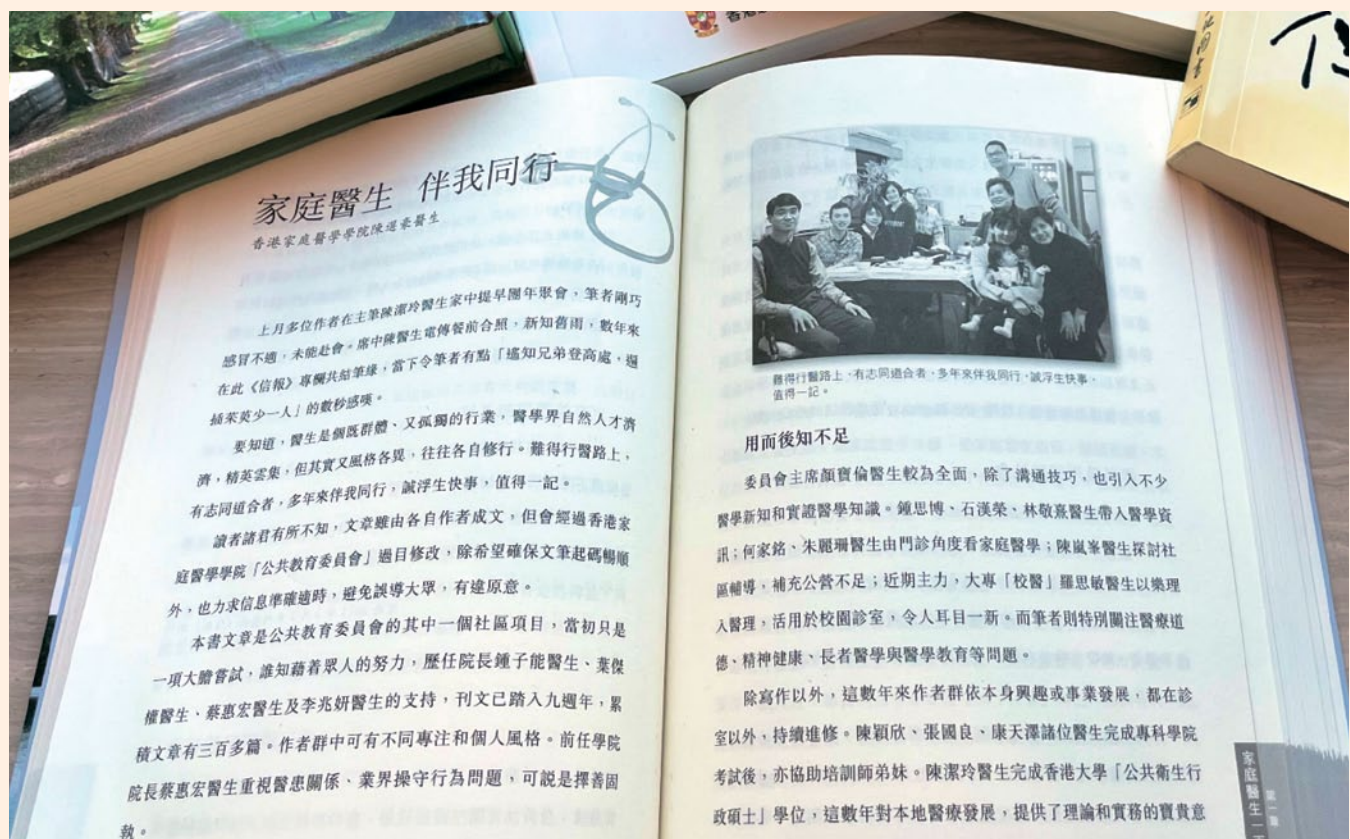 家庭醫生 伴我同行
香港家庭醫學學院陳選豪醫生
上月多位作者在主筆陳潔玲醫生家中提早團年聚會，筆者剛巧
感冒不適，未能赴會。席中陳醫生電傳餐前合照，新知舊雨，數年來
在此《信報》專欄共結筆緣，當下令筆者有點「遙知兄弟登高處，遍
插茱萸少一人」的數秒感喚。
要知道，醫生是個既群體、又孤獨的行業，醫學界自然人才濟
濟，精英雲集，但其實又風格各異，往往各自修行。難得行醫路上，
有志同道合者，多年來伴我同行，誠浮生快事，值得一記。
讀者諸君有所不知，文章雖由各自作者成文，但會經過香港家
庭醫學學院「公共教育委員會」過目修改，除希望確保文筆起碼暢順
外，也力求信息準確適時，避免誤導大眾，有違原意。
本書文章是公共教育委員會的其中一個社區項目，當初只是
一項大膽嘗試，誰知藉着眾人的努力，歷任院長鍾子能醫生、葉傑
權醫生、蔡惠宏醫生及李兆妍醫生的支持，刊文已踏入九週年，累
積文章有三百多篇。作者群中可有不同專注和個人風格。前任學院
院長蔡惠宏醫生重視醫患關係、業界操守行為問題，可說是擇善固
執。
難得行醫路上，有志同道合者，多年來伴我同行，誠浮生快事，
值得一記。
用而後知不足
委員會主席顏寶倫醫生較為全面，除了溝通技巧，也引入不少
醫學新知和實證醫學知識。鍾思博、石漢榮、林敬熹醫生帶入醫學資
訊；何家銘、朱麗珊醫生由門診角度看家庭醫學；陳嵐峯醫生探討社
區輔導，補充公營不足；近期主力，大專「校醫」羅思敏醫生以樂理
入醫理，活用於校園診室，令人耳目一新。而筆者則特別關注醫療道
德、精神健康、長者醫學與醫學教育等問題。
除寫作以外，這數年來作者群依本身興趣或事業發展，都在診
室以外，持續進修。陳穎欣、張國良、康天澤諸位醫生完成專科學院
考試後，亦協助培訓師弟妹。陳潔玲醫生完成香港大學「公共衛生行
政碩士」學位，這數年對本地醫療發展，提供了理論和實務的寶貴意
第一章
家庭醫生一